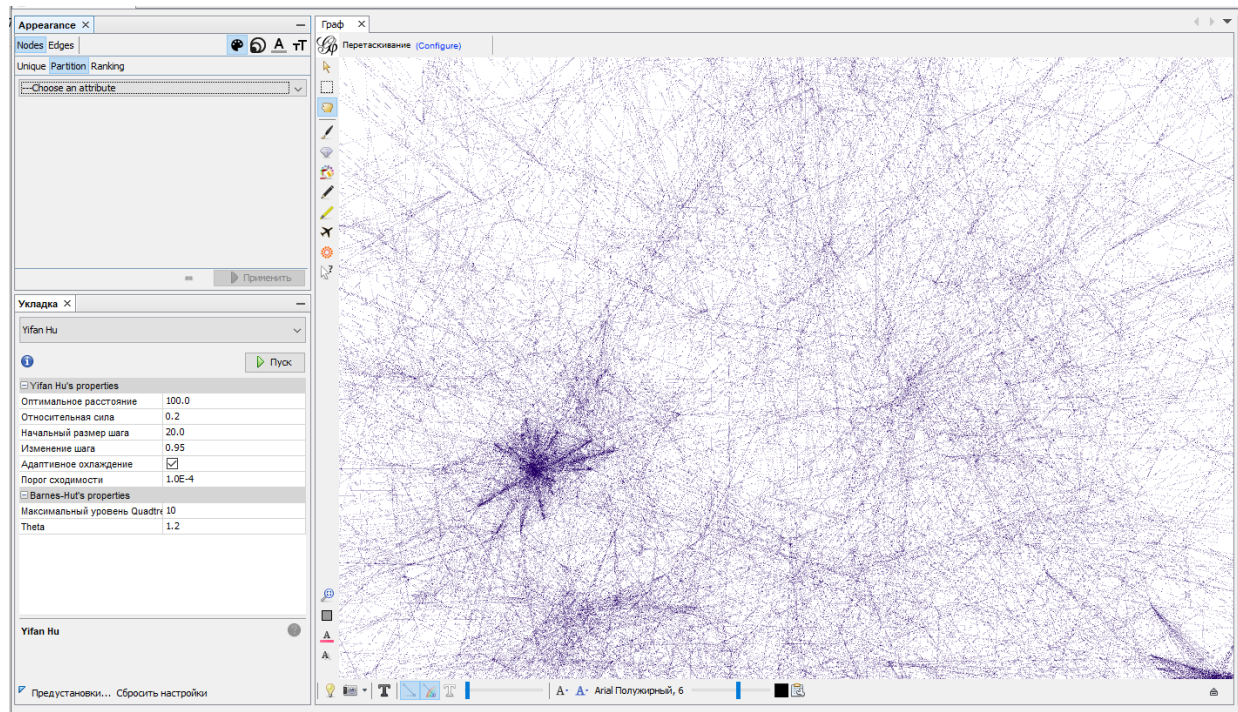 Appearance
Nodes Edges
A тT
Unique Partition Ranking
---Choose an attribute
Применить
Укладка
Yifan Hu
Пуск
Yifan Hu's properties
Оптимальное расстояние 100.0
Относительная сила 0.2
Начальный размер шага 20.0
Изменение шага 0.95
Адаптивное охлаждение
Порог сходимости 1.0E-4
Barnes-Hut's properties
Максимальный уровень Quadtre 10
Theta 1.2
Yifan Hu
Предустановки... Сбросить настройки
Граф
Перетаскивание (Configure)
A
A
T T A- A- Arial Полужирный, 6